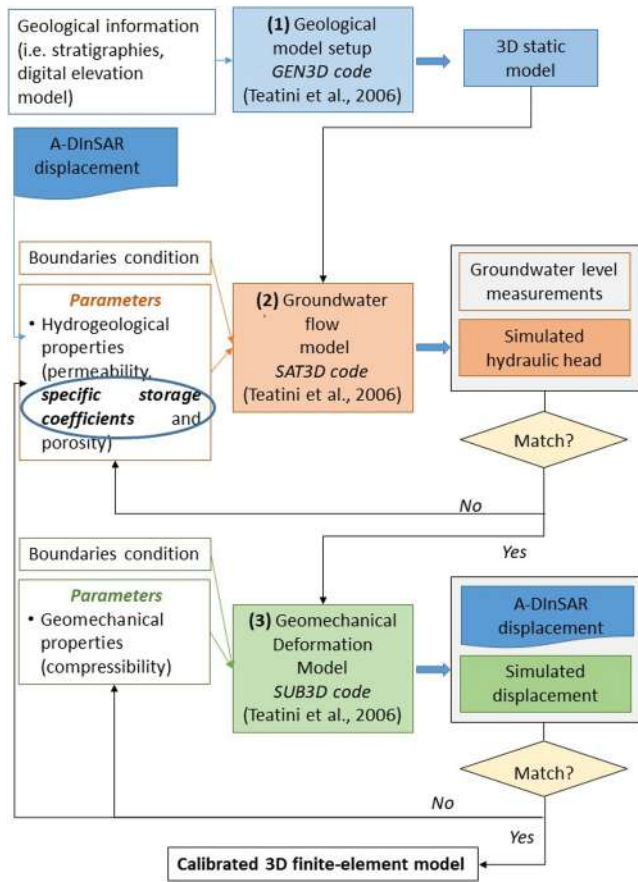 Geological information
(i.e. stratigraphies,
digital elevation
model)
(1) Geological
model setup
GEN3D code
(Teatini et al., 2006)
3D static
model
A-DInSAR
displacement
Boundaries condition
Parameters
• Hydrogeological
properties
(permeability,
specific storage
coefficients and
porosity)
(2) Groundwater
flow
model
SAT3D code
(Teatini et al., 2006)
Groundwater level
measurements
Simulated
hydraulic head
Match?
No
Yes
Boundaries condition
Parameters
• Geomechanical
properties
(compressibility)
(3) Geomechanical
Deformation
Model
SUB3D code
(Teatini et al., 2006)
A-DInSAR
displacement
Simulated
displacement
Match?
No
Yes
Calibrated 3D finite-element model